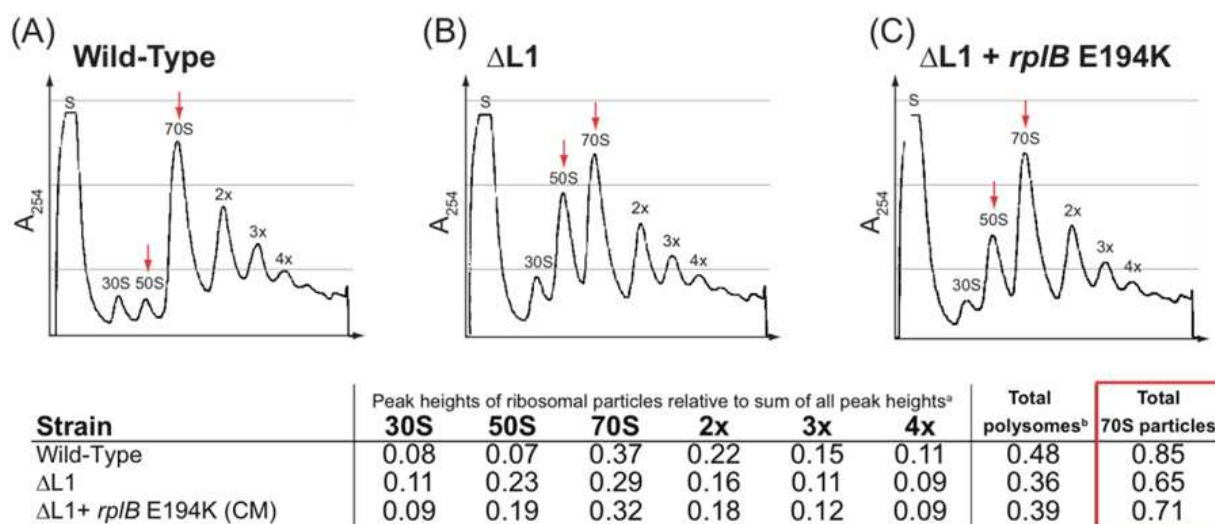 (A) Wild-Type
A254
S
30S
50S
70S
2x
3x
4x
(B) ΔL1
A254
S
30S
50S
70S
2x
3x
4x
(C) ΔL1 + rplB E194K
A254
S
30S
50S
70S
2x
3x
4x
Peak heights of ribosomal particles relative to sum of all peak heightsᵃ Total Total
Strain 30S 50S 70S 2x 3x 4x polysomesᵇ 70S particles
Wild-Type 0.08 0.07 0.37 0.22 0.15 0.11 0.48 0.85
ΔL1 0.11 0.23 0.29 0.16 0.11 0.09 0.36 0.65
ΔL1+ rplB E194K (CM) 0.09 0.19 0.32 0.18 0.12 0.09 0.39 0.71